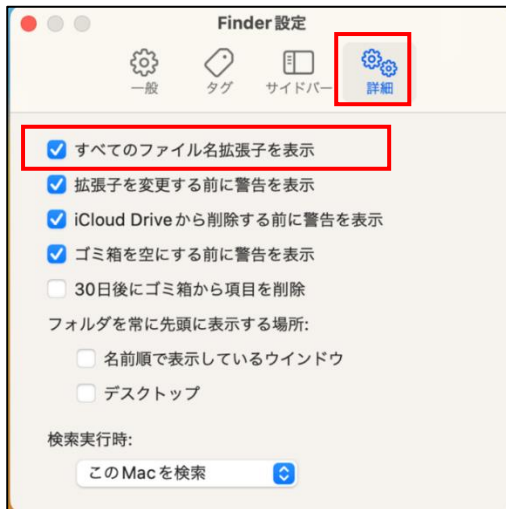 Finder設定
一般 タグ サイドバー 詳細
すべてのファイル名拡張子を表示
拡張子を変更する前に警告を表示
iCloud Driveから削除する前に警告を表示
ゴミ箱を空にする前に警告を表示
30日後にゴミ箱から項目を削除
フォルダを常に先頭に表示する場所:
名前順で表示しているウインドウ
デスクトップ
検索実行時:
このMacを検索